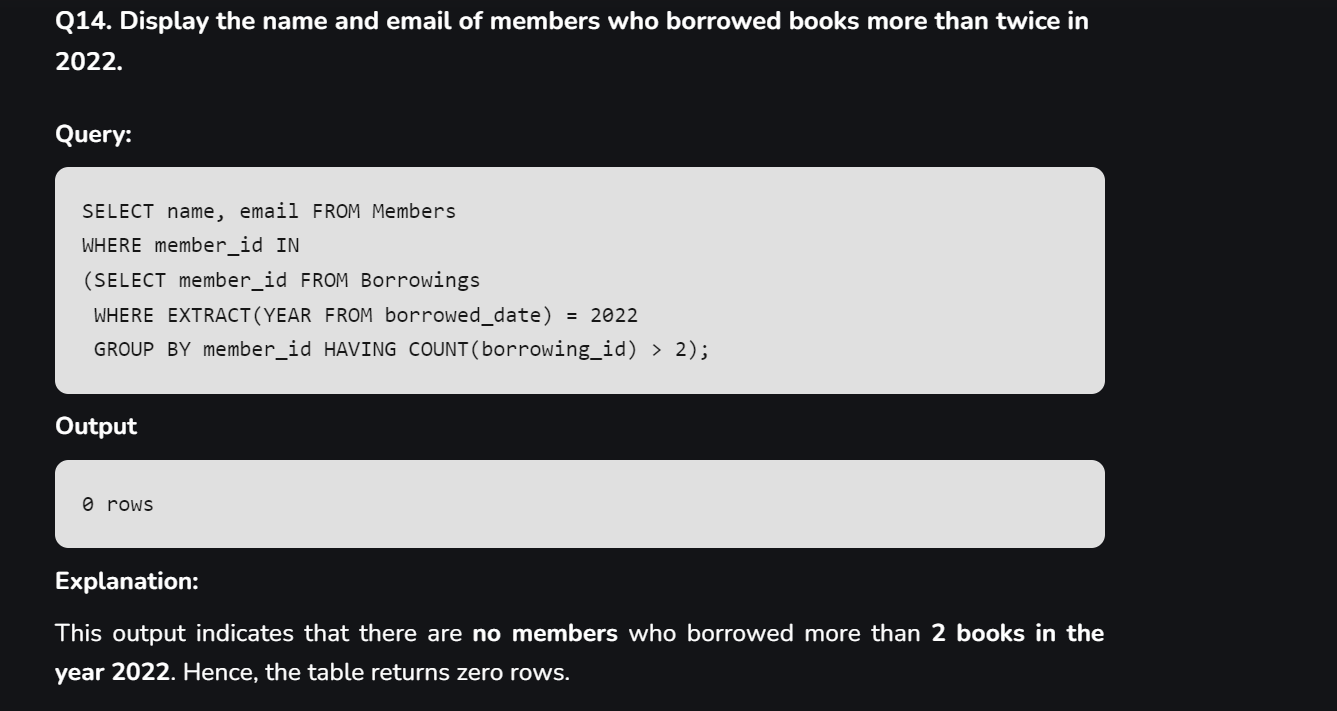 Q14. Display the name and email of members who borrowed books more than twice in
2022.
Query:
SELECT name, email FROM Members
WHERE member_id IN
(SELECT member_id FROM Borrowings
 WHERE EXTRACT(YEAR FROM borrowed_date) = 2022
 GROUP BY member_id HAVING COUNT(borrowing_id) > 2);
Output
0 rows
Explanation:
This output indicates that there are no members who borrowed more than 2 books in the
year 2022. Hence, the table returns zero rows.